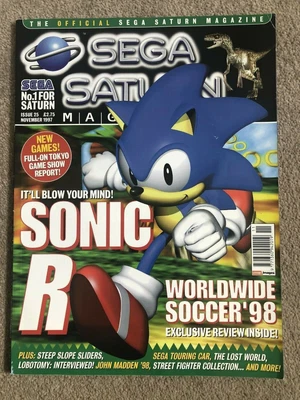 THE OFFICIAL SEGA SATURN MAGAZINE
SEGA
SATURN
MAGAZINE
SEGA
No.1 FOR
SATURN
ISSUE 25 £2.75
NOVEMBER 1997
NEW
GAMES!
FULL-ON TOKYO
GAME SHOW
REPORT!
IT'LL BLOW YOUR MIND!
SONIC
R
WORLDWIDE
SOCCER'98
EXCLUSIVE REVIEW INSIDE!
PLUS: STEEP SLOPE SLIDERS, SEGA TOURING CAR, THE LOST WORLD,
LOBOTOMY: INTERVIEWED! JOHN MADDEN '98, STREET FIGHTER COLLECTION... AND MORE!